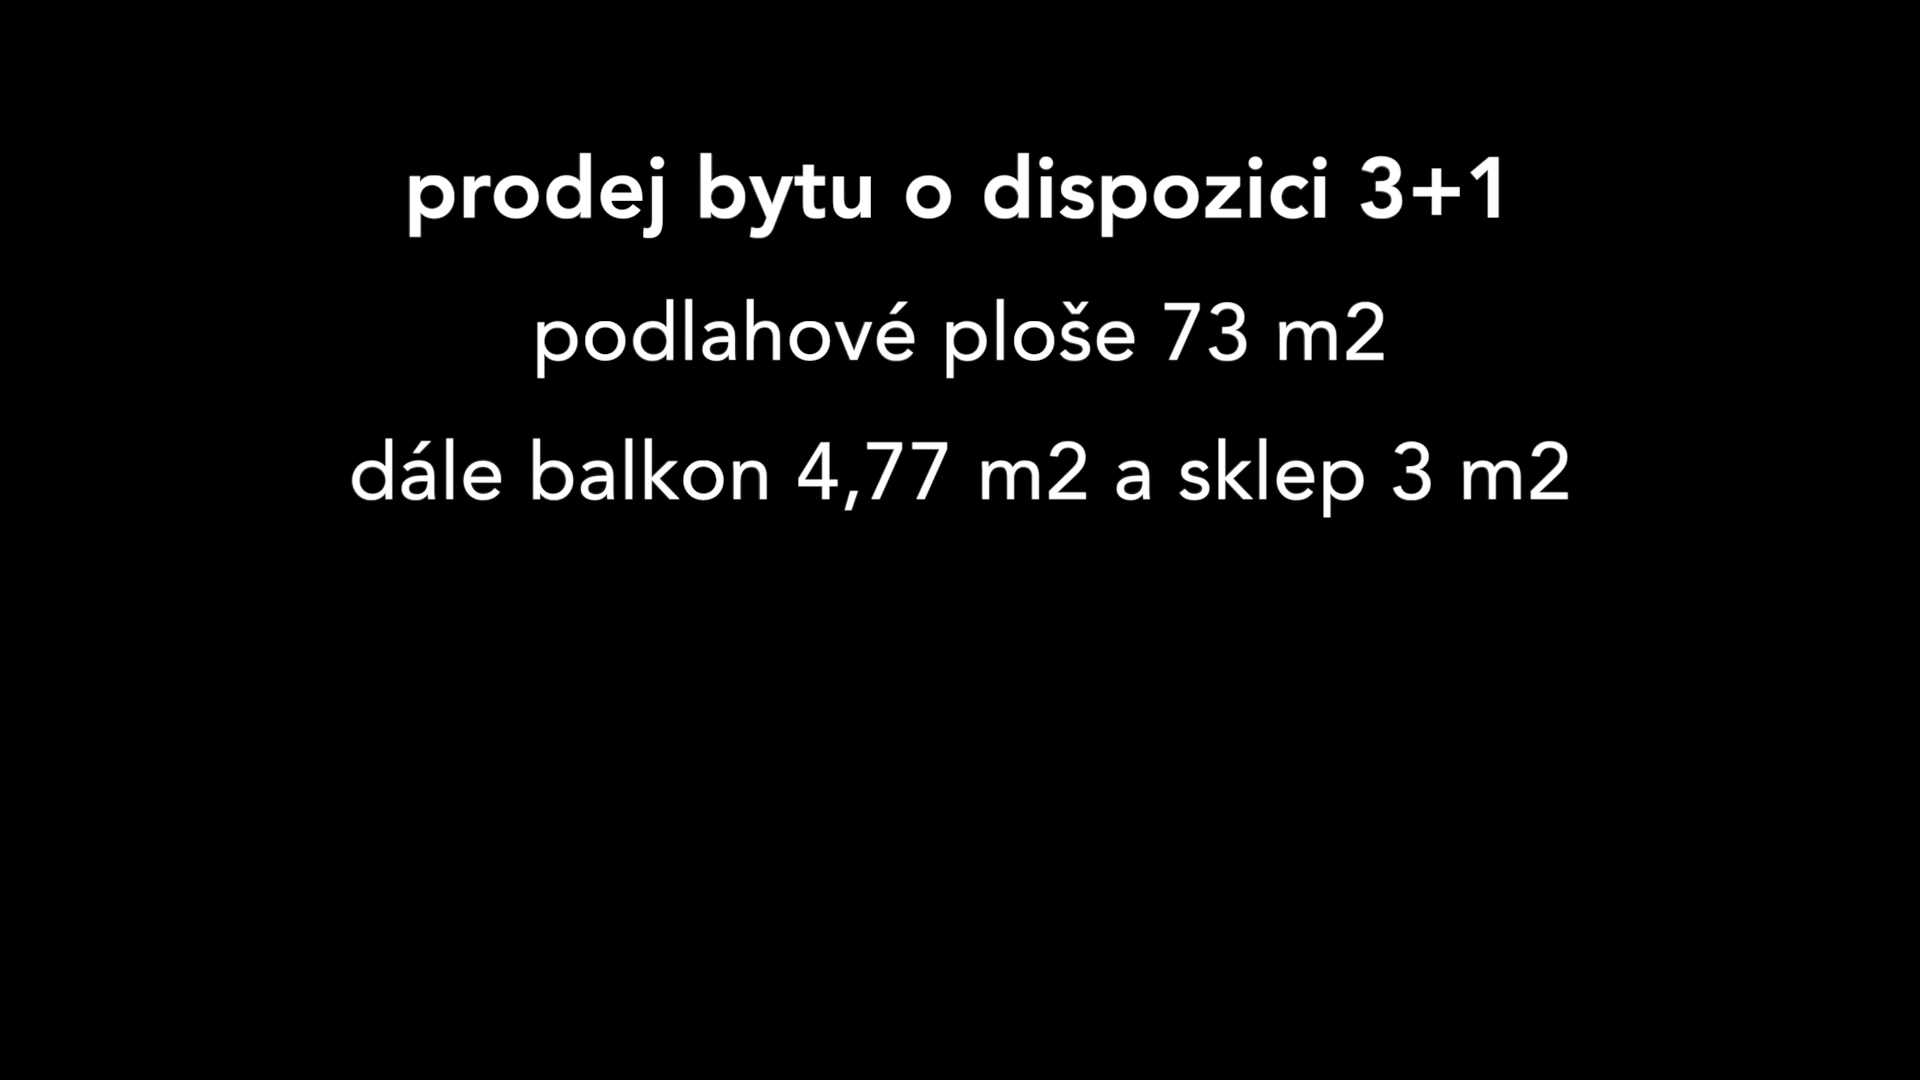 prodej bytu o dispozici 3+1
podlahové ploše 73 m2
dále balkon 4,77 m2 a sklep 3 m2